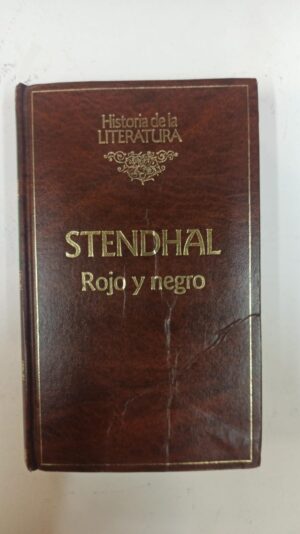 Historia de la
LITERATURA
STENDHAL
Rojo y negro